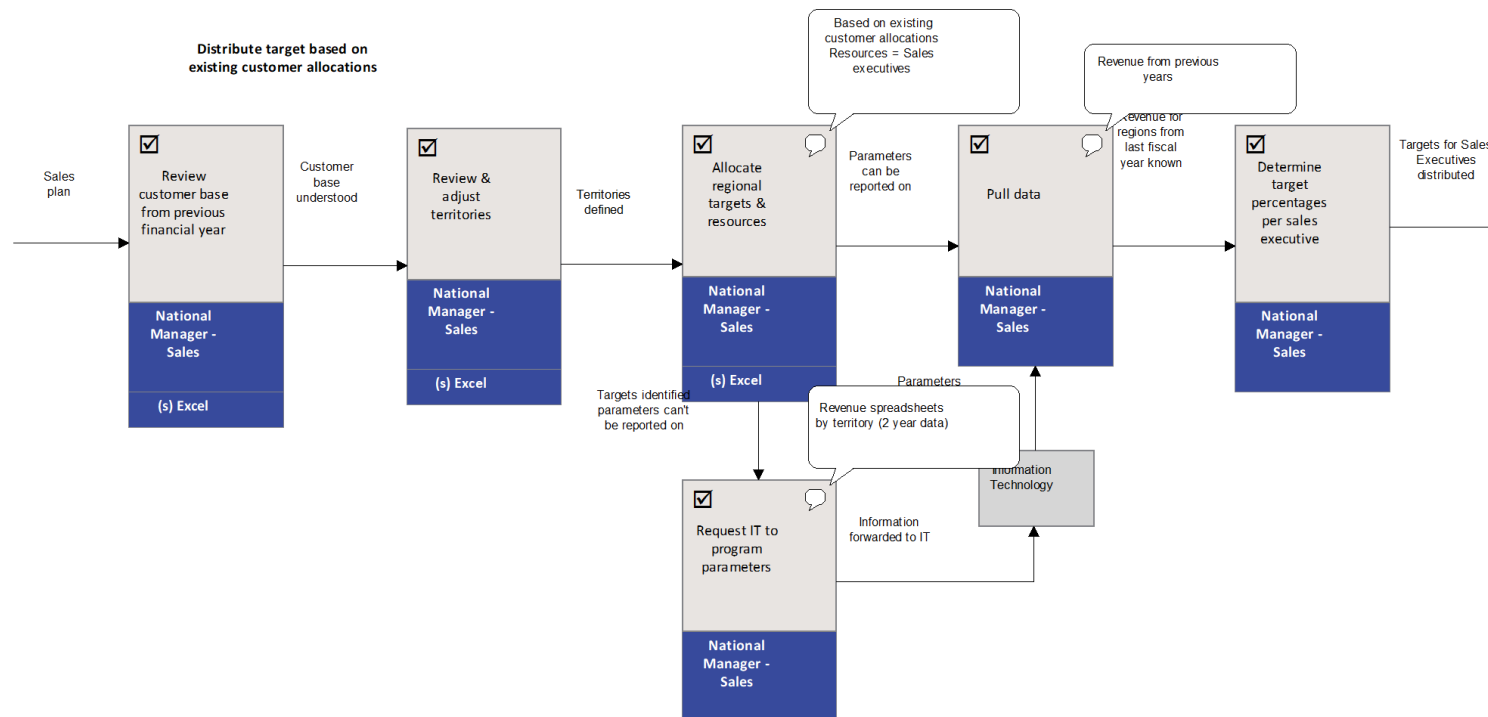 Distribute target based on
existing customer allocations
Based on existing
customer allocations
Resources = Sales
executives
Revenue from previous
years
Sales
plan
Review
customer base
from previous
financial year
National
Manager -
Sales
(s) Excel
Customer
base
understood
Review &
adjust
territories
National
Manager -
Sales
(s) Excel
Territories
defined
Allocate
regional
targets &
resources
National
Manager -
Sales
(s) Excel
Parameters
can be
reported on
Pull data
National
Manager -
Sales
Revenue for
regions from
last fiscal
year known
Determine
target
percentages
per sales
executive
National
Manager -
Sales
Targets for Sales
Executives
distributed
Targets identified
parameters can't
be reported on
Parameters
Revenue spreadsheets
by territory (2 year data)
Request IT to
program
parameters
National
Manager -
Sales
Information
forwarded to IT
Information
Technology